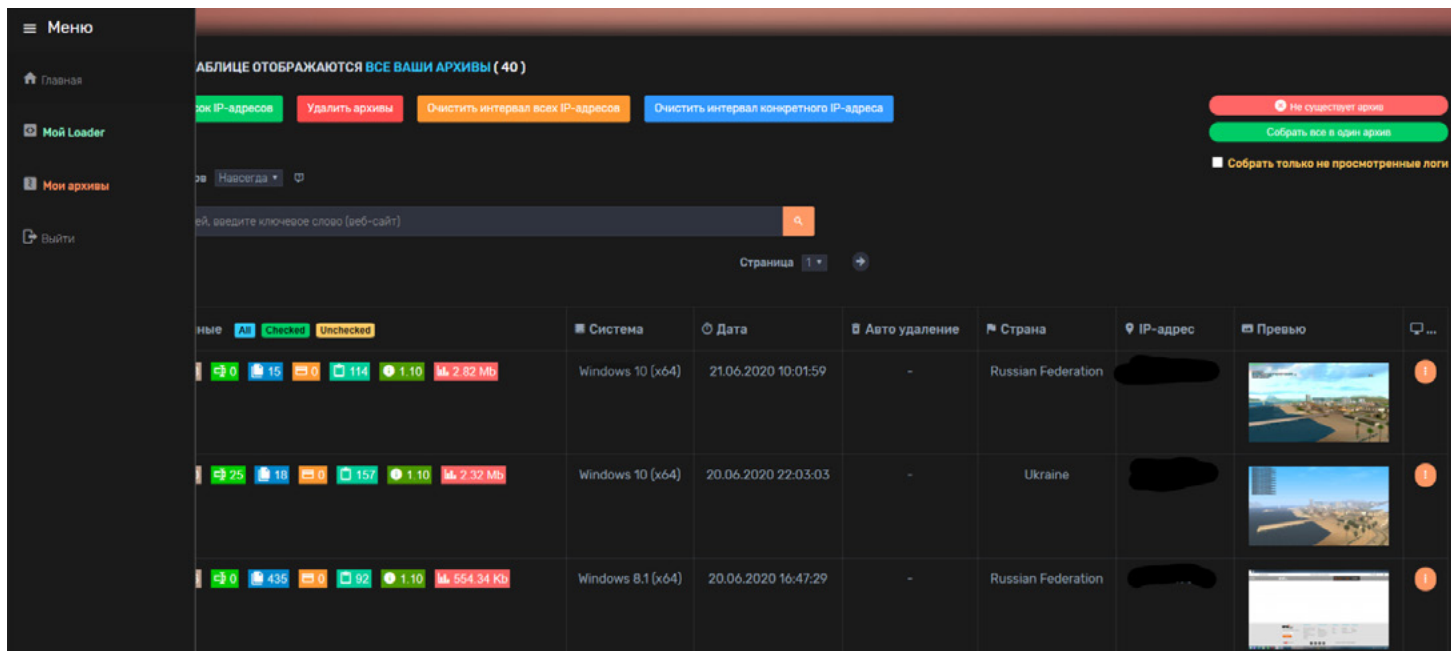 Меню
Главная
Мой Loader
Мои архивы
Выйти
АБЛИЦЕ ОТОБРАЖАЮТСЯ ВСЕ ВАШИ АРХИВЫ ( 40 )
ок IP-адресов Удалить архивы Очистить интервал всех IP-адресов Очистить интервал конкретного IP-адреса
Не существует архив
Собрать все в один архив
Собрать только не просмотренные логи
ов Навсегда
ей, введите ключевое слово (веб-сайт)
Страница 1
ные All Checked Unchecked Система Дата Авто удаление Страна IP-адрес Превью ...
0 15 0 114 1.10 2.82 Mb Windows 10 (x64) 21.06.2020 10:01:59 - Russian Federation
25 18 0 157 1.10 2.32 Mb Windows 10 (x64) 20.06.2020 22:03:03 - Ukraine
0 435 0 92 1.10 554.34 Kb Windows 8.1 (x64) 20.06.2020 16:47:29 - Russian Federation